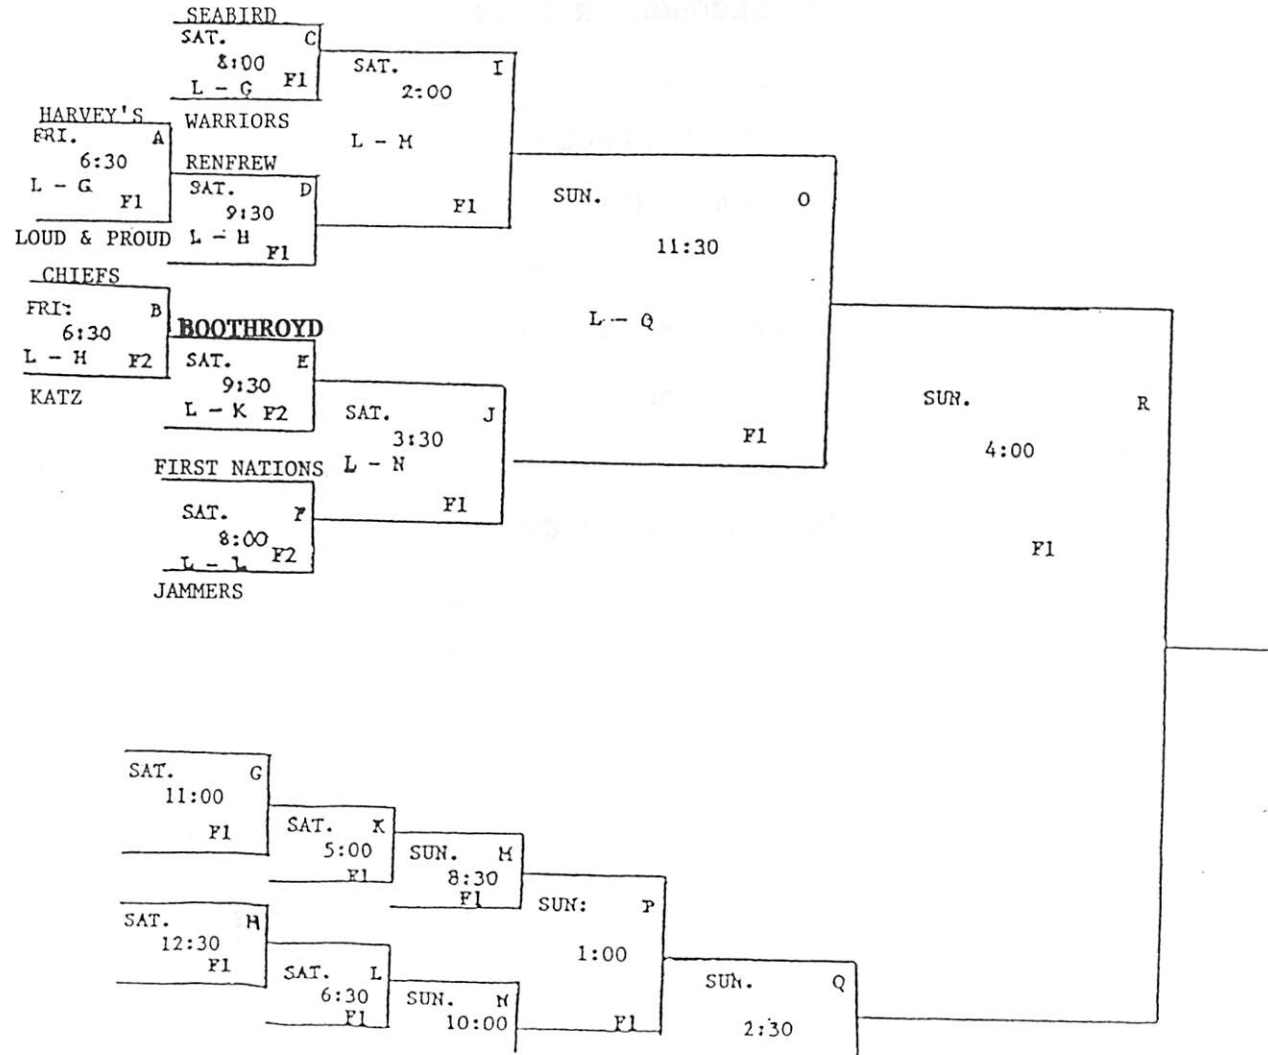 SEABIRD
SAT. C
8:00
L - G F1
WARRIORS
HARVEY'S
FRI. A
6:30
L - G
F1
LOUD & PROUD
RENFREW
SAT. D
9:30
L - H
F1
SAT. I
2:00
L - M
F1
CHIEFS
FRI: B
6:30
L - H F2
KATZ
BOOTHROYD
SAT. E
9:30
L - K F2
FIRST NATIONS
SAT. F
8:00
L - L F2
JAMMERS
SAT. J
3:30
L - N
F1
SUN. O
11:30
L - Q
F1
SUN. R
4:00
F1
SAT. G
11:00
F1
SAT. K
5:00
F1
SUN. M
8:30
F1
SAT. H
12:30
F1
SAT. L
6:30
F1
SUN. N
10:00
SUN: P
1:00
F1
SUN. Q
2:30